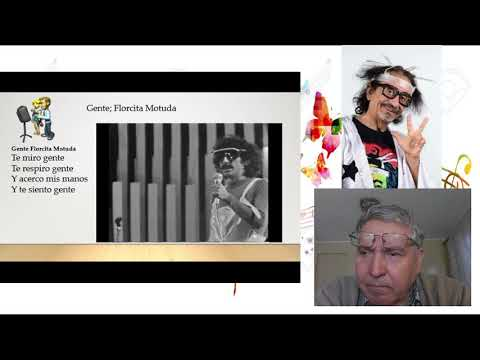 Gente; Florcita Motuda
Gente Florcita Motuda
Te miro gente
Te respiro gente
Y acerco mis manos
Y te siento gente